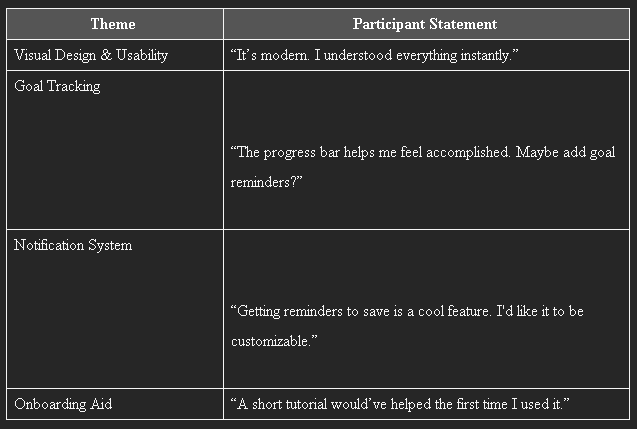 Theme
Participant Statement
Visual Design & Usability
“It’s modern. I understood everything instantly.”
Goal Tracking
“The progress bar helps me feel accomplished. Maybe add goal
reminders?”
Notification System
“Getting reminders to save is a cool feature. I'd like it to be
customizable.”
Onboarding Aid
“A short tutorial would’ve helped the first time I used it.”